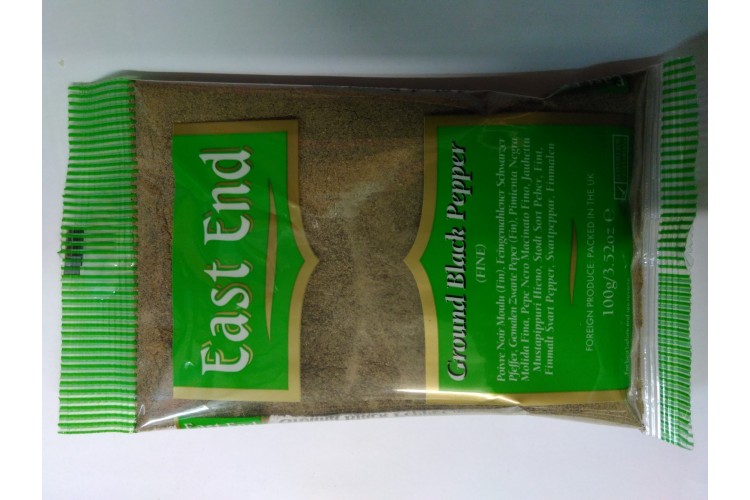 East End
Ground Black Pepper
(FINE)
Poivre Noir Moulu (Fin), Feingemahlener Schwarzer
Pfeffer, Gemalen Zwarte Peper (Fin), Pimienta Negra
Molida Fina, Pepe Nero Macinato Fino, Jauhettu
Mustapippuri Hieno, Stødt Sort Peber, Fint,
Finmalt Svart Pepper, Svartpeppar, Finmalen
FOREIGN PRODUCE PACKED IN THE UK
100g/3.52oz e